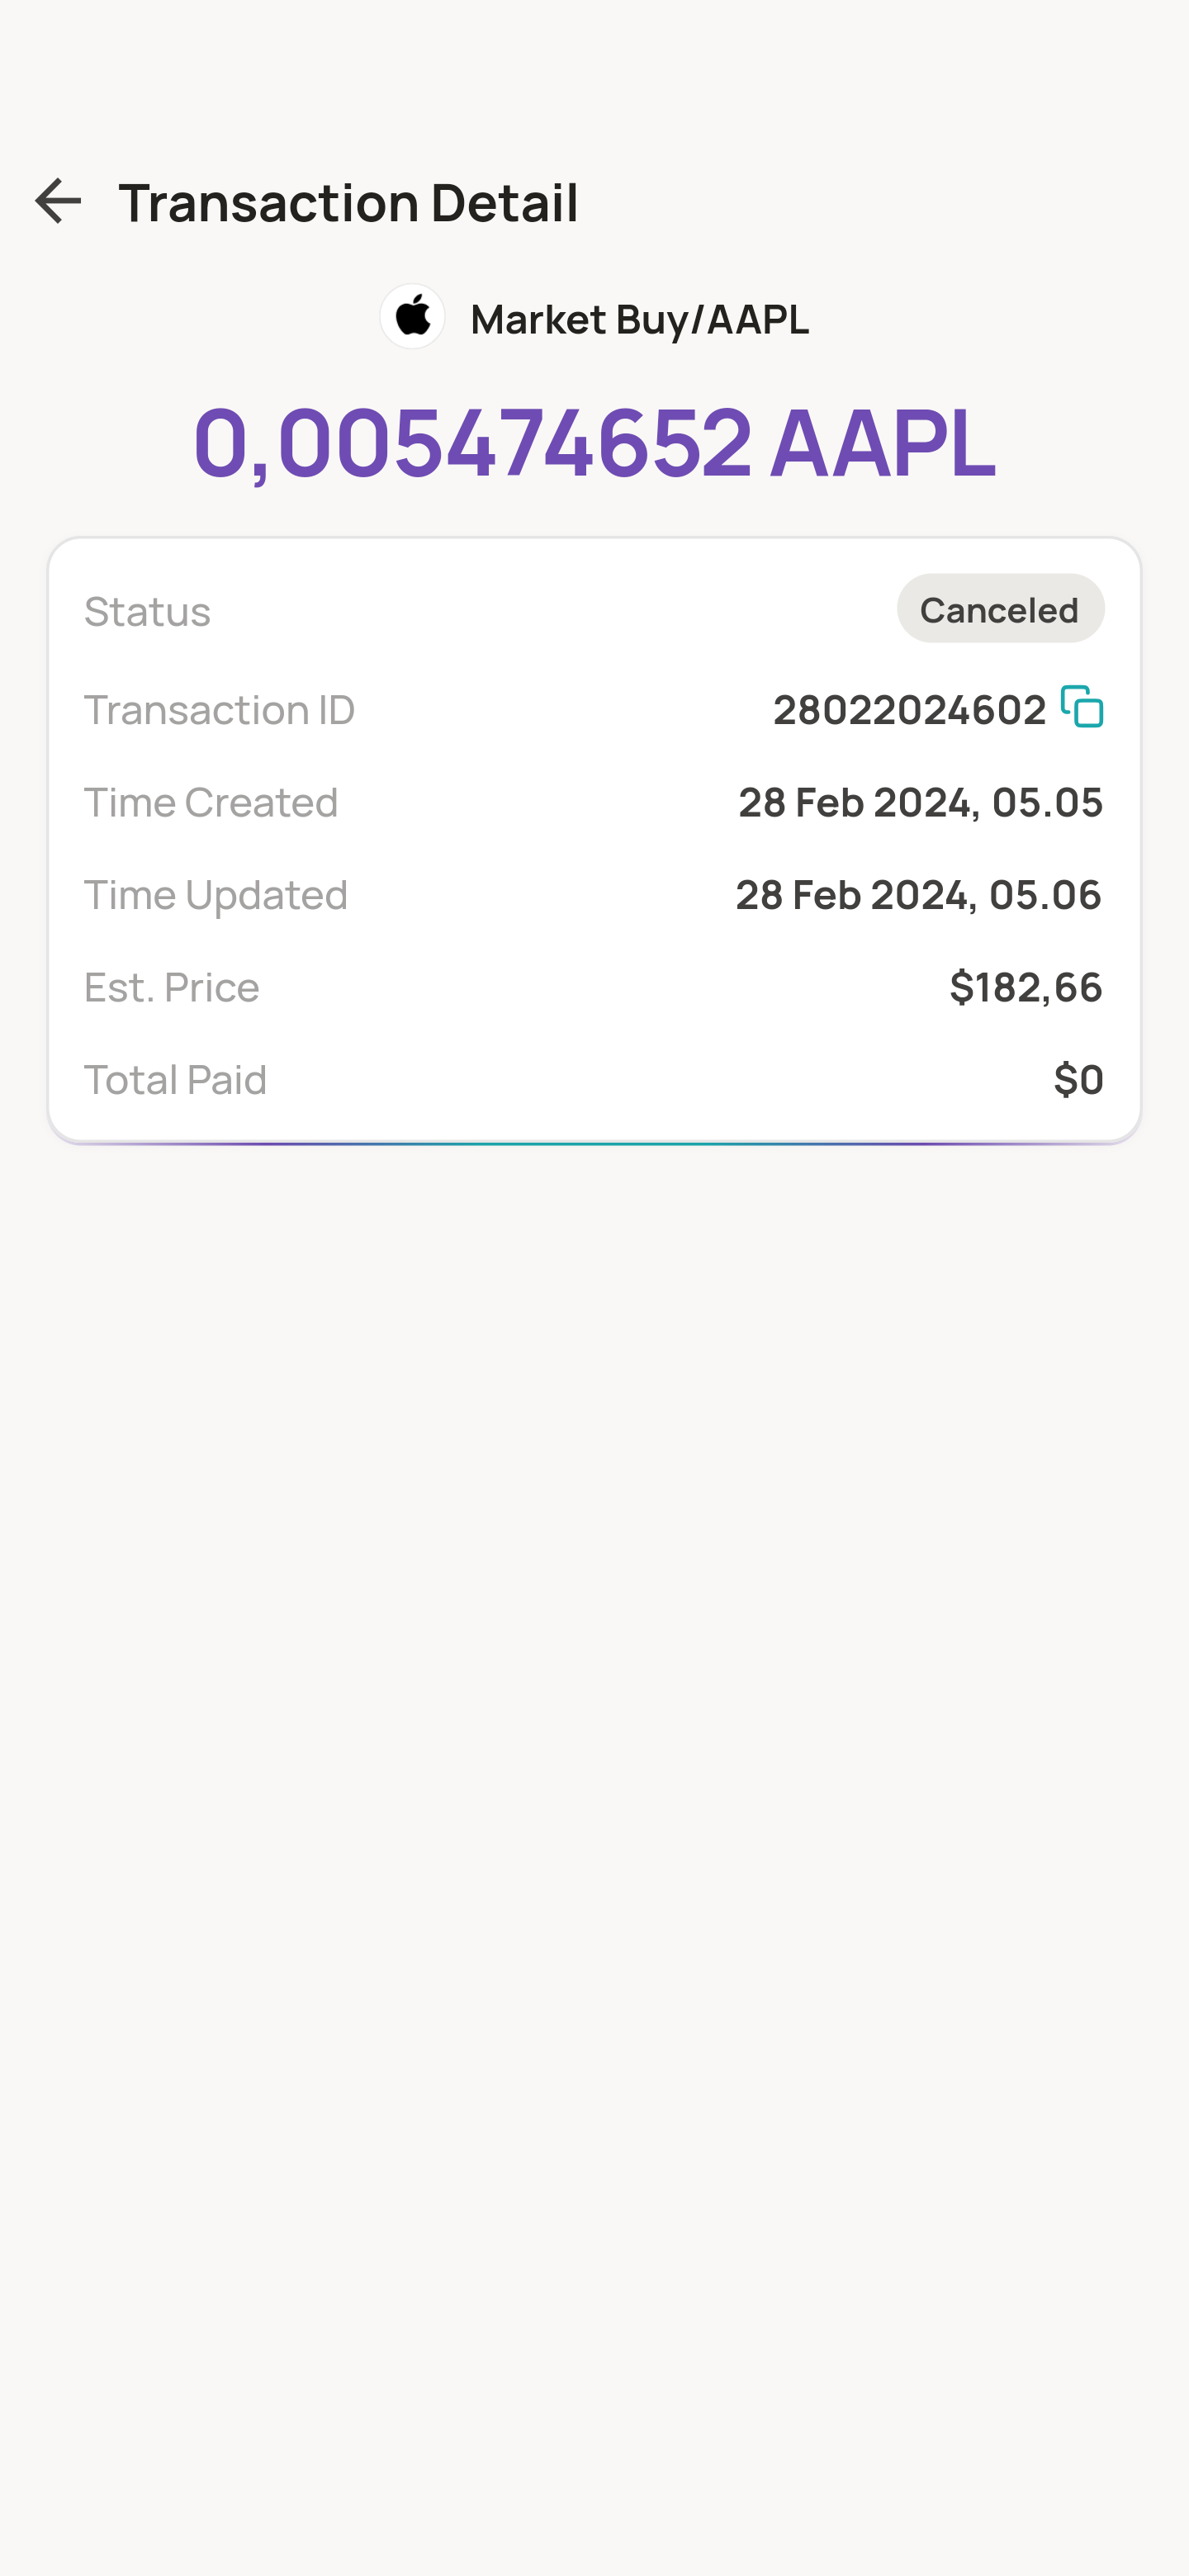 Transaction Detail
Market Buy/AAPL
0,005474652 AAPL
Status Canceled
Transaction ID 28022024602
Time Created 28 Feb 2024, 05.05
Time Updated 28 Feb 2024, 05.06
Est. Price $182,66
Total Paid $0